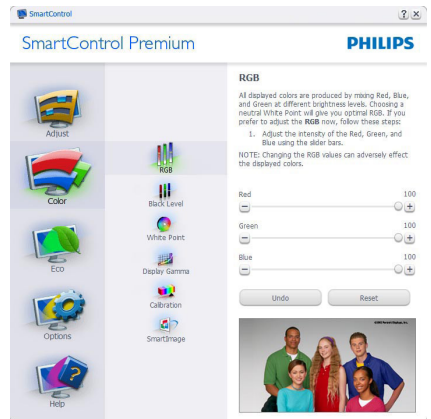 SmartControl
SmartControl Premium
PHILIPS
Adjust
Color
Eco
Options
Help
RGB
Black Level
White Point
Display Gamma
Calibration
SmartImage
RGB
All displayed colors are produced by mixing Red, Blue,
and Green at different brightness levels. Choosing a
neutral White Point will give you optimal RGB. If you
prefer to adjust the RGB now, follow these steps:
1. Adjust the intensity of the Red, Green, and
Blue using the slider bars.
NOTE: Changing the RGB values can adversely effect
the displayed colors.
Red 100
Green 100
Blue 100
Undo Reset